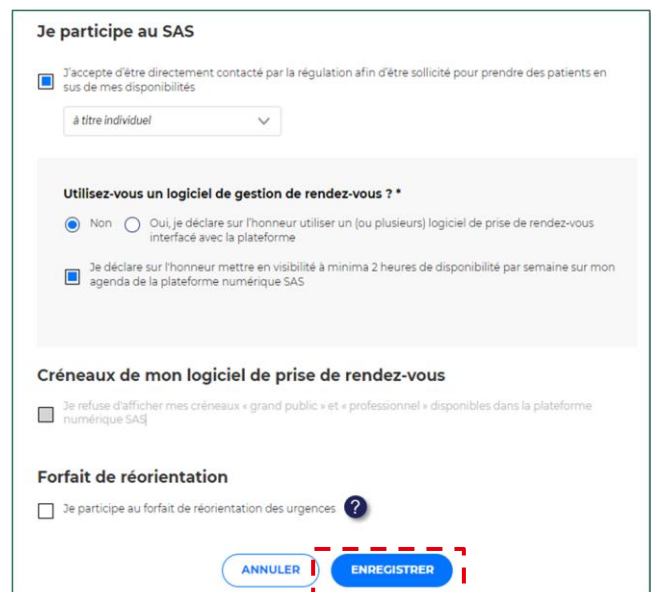 Je participe au SAS
J'accepte d'être directement contacté par la régulation afin d'être sollicité pour prendre des patients en
sus de mes disponibilités
à titre individuel
Utilisez-vous un logiciel de gestion de rendez-vous ? *
Non Oui, je déclare sur l'honneur utiliser un (ou plusieurs) logiciel de prise de rendez-vous
interfacé avec la plateforme
Je déclare sur l'honneur mettre en visibilité à minima 2 heures de disponibilité par semaine sur mon
agenda de la plateforme numérique SAS
Créneaux de mon logiciel de prise de rendez-vous
Je refuse d'afficher mes créneaux « grand public » et « professionnel » disponibles dans la plateforme
numérique SAS
Forfait de réorientation
Je participe au forfait de réorientation des urgences ?
ANNULER ENREGISTRER